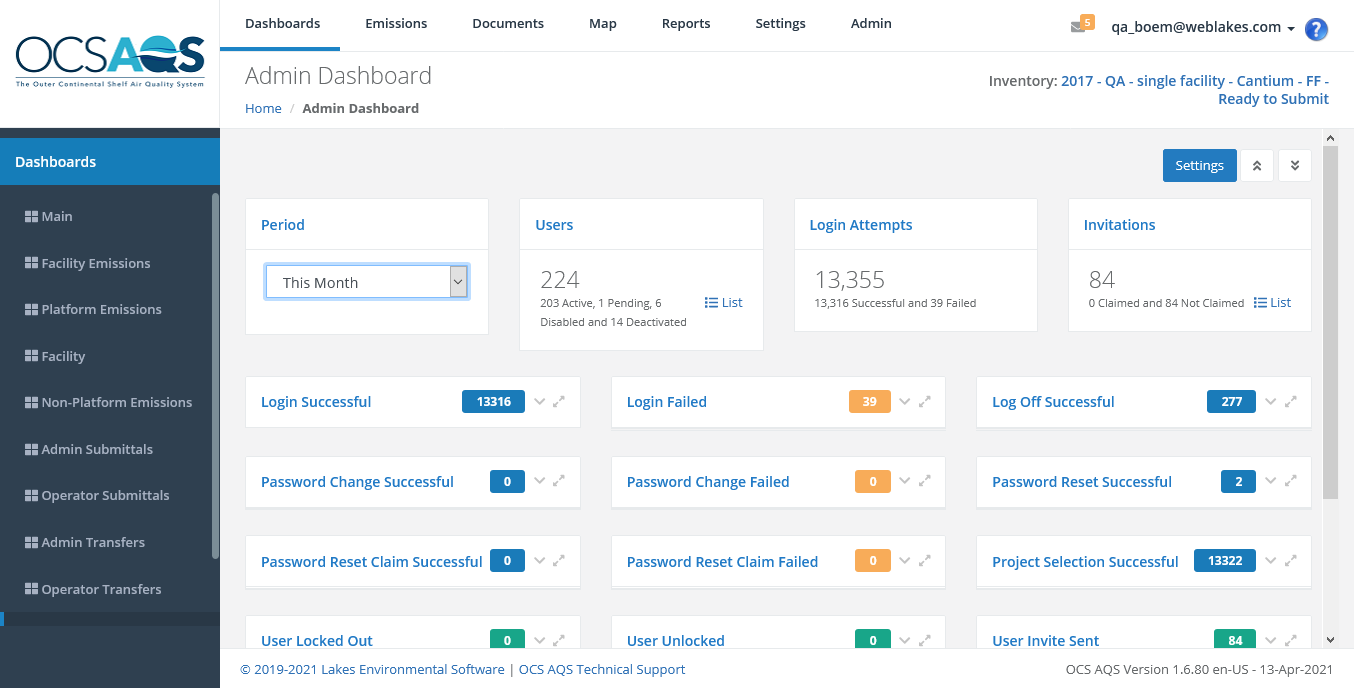 OCSAQS
The Outer Continental Shelf Air Quality System
Dashboards Emissions Documents Map Reports Settings Admin
5
qa_boem@weblakes.com
?
Admin Dashboard
Home / Admin Dashboard
Inventory: 2017 - QA - single facility - Cantium - FF -
Ready to Submit
Dashboards
Main
Facility Emissions
Platform Emissions
Facility
Non-Platform Emissions
Admin Submittals
Operator Submittals
Admin Transfers
Operator Transfers
Settings
Period
This Month
Users
224
203 Active, 1 Pending, 6
Disabled and 14 Deactivated
List
Login Attempts
13,355
13,316 Successful and 39 Failed
Invitations
84
0 Claimed and 84 Not Claimed
List
Login Successful 13316
Login Failed 39
Log Off Successful 277
Password Change Successful 0
Password Change Failed 0
Password Reset Successful 2
Password Reset Claim Successful 0
Password Reset Claim Failed 0
Project Selection Successful 13322
User Locked Out 0
User Unlocked 0
User Invite Sent 84
© 2019-2021 Lakes Environmental Software | OCS AQS Technical Support
OCS AQS Version 1.6.80 en-US - 13-Apr-2021